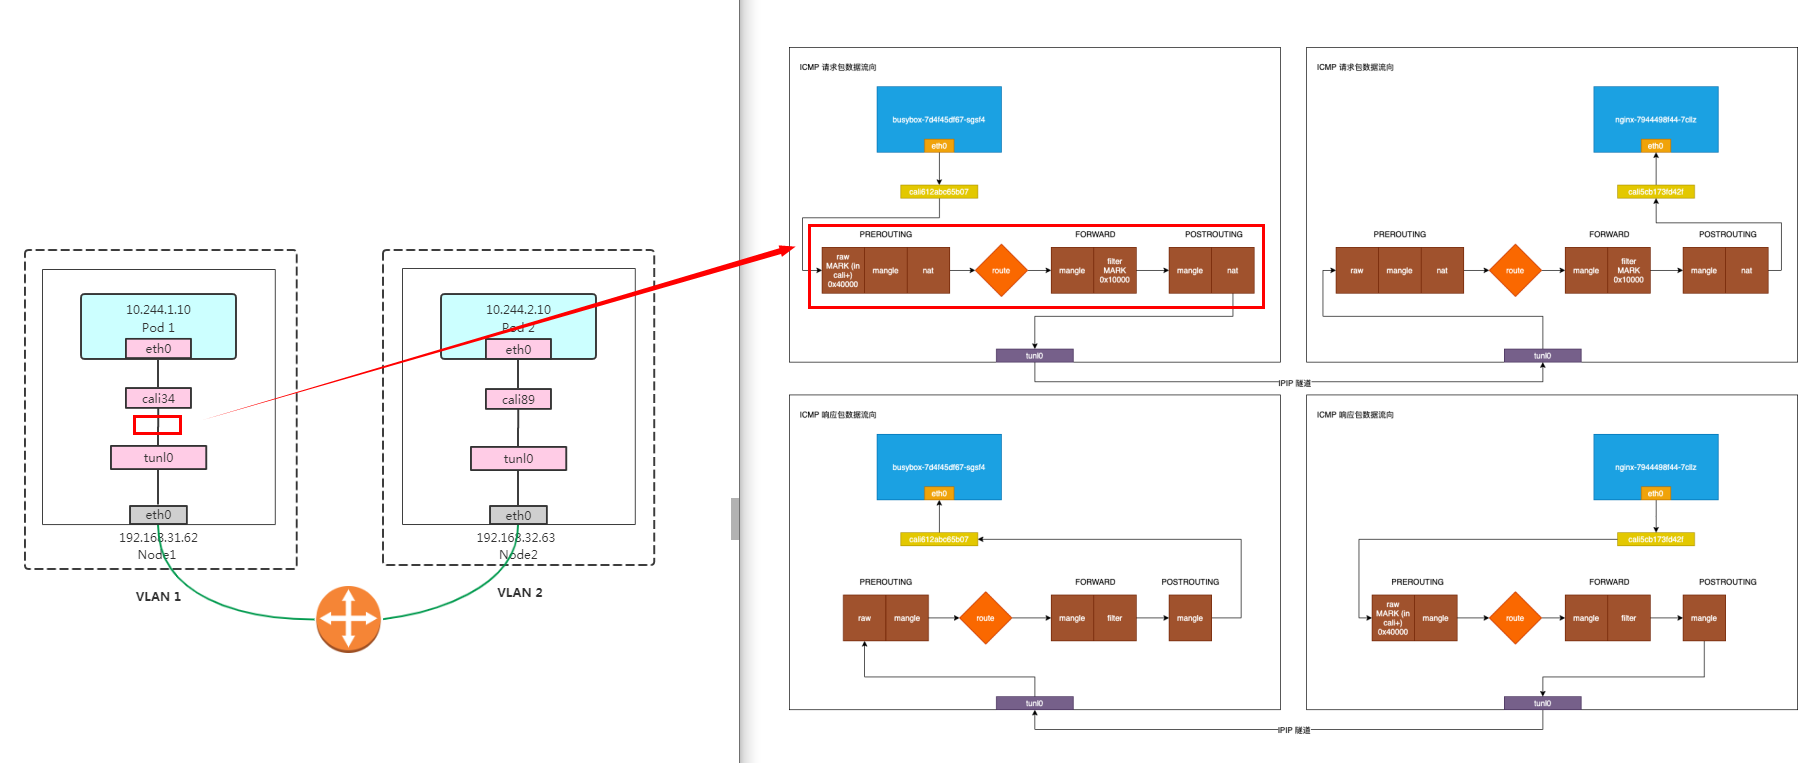 10.244.1.10
Pod 1
eth0
cali34
tunl0
eth0
192.168.31.62
Node1
VLAN 1
10.244.2.10
Pod 2
eth0
cali89
tunl0
eth0
192.168.32.63
Node2
VLAN 2
ICMP 请求包数据流向
busybox-7d4f45df67-sgsf4
eth0
cali612abc65b07
PREROUTING
FORWARD
POSTROUTING
raw
MARK (in
cali+)
0x40000
mangle
nat
route
mangle
filter
MARK
0x10000
mangle
nat
tunl0
ICMP 请求包数据流向
nginx-7944498f44-7cllz
eth0
cali5cb173fd42f
PREROUTING
FORWARD
POSTROUTING
raw
mangle
nat
route
mangle
filter
MARK
0x10000
mangle
nat
tunl0
IPIP 隧道
ICMP 响应包数据流向
busybox-7d4f45df67-sgsf4
eth0
cali612abc65b07
PREROUTING
FORWARD
POSTROUTING
raw
mangle
route
mangle
filter
mangle
tunl0
ICMP 响应包数据流向
nginx-7944498f44-7cllz
eth0
cali5cb173fd42f
PREROUTING
FORWARD
POSTROUTING
raw
MARK (in
cali+)
0x40000
mangle
route
mangle
filter
mangle
tunl0
IPIP 隧道